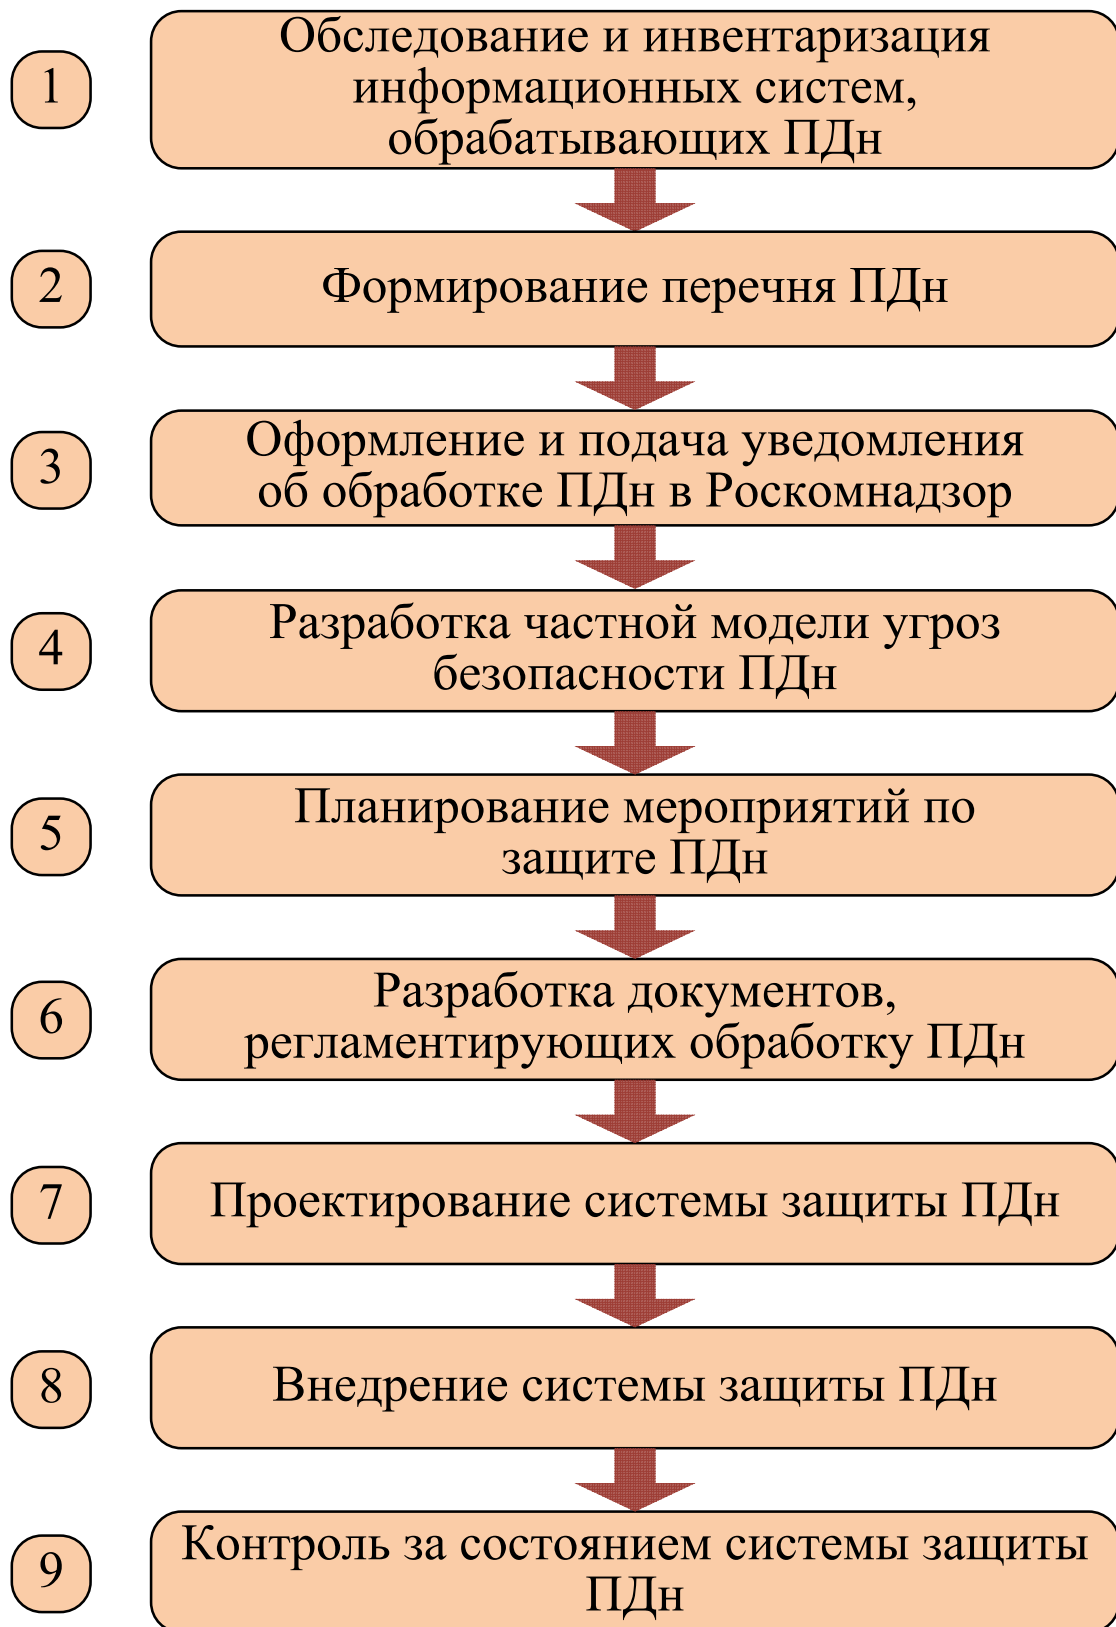 1
Обследование и инвентаризация
информационных систем,
обрабатывающих ПДн
2
Формирование перечня ПДн
3
Оформление и подача уведомления
об обработке ПДн в Роскомнадзор
4
Разработка частной модели угроз
безопасности ПДн
5
Планирование мероприятий по
защите ПДн
6
Разработка документов,
регламентирующих обработку ПДн
7
Проектирование системы защиты ПДн
8
Внедрение системы защиты ПДн
9
Контроль за состоянием системы защиты
ПДн